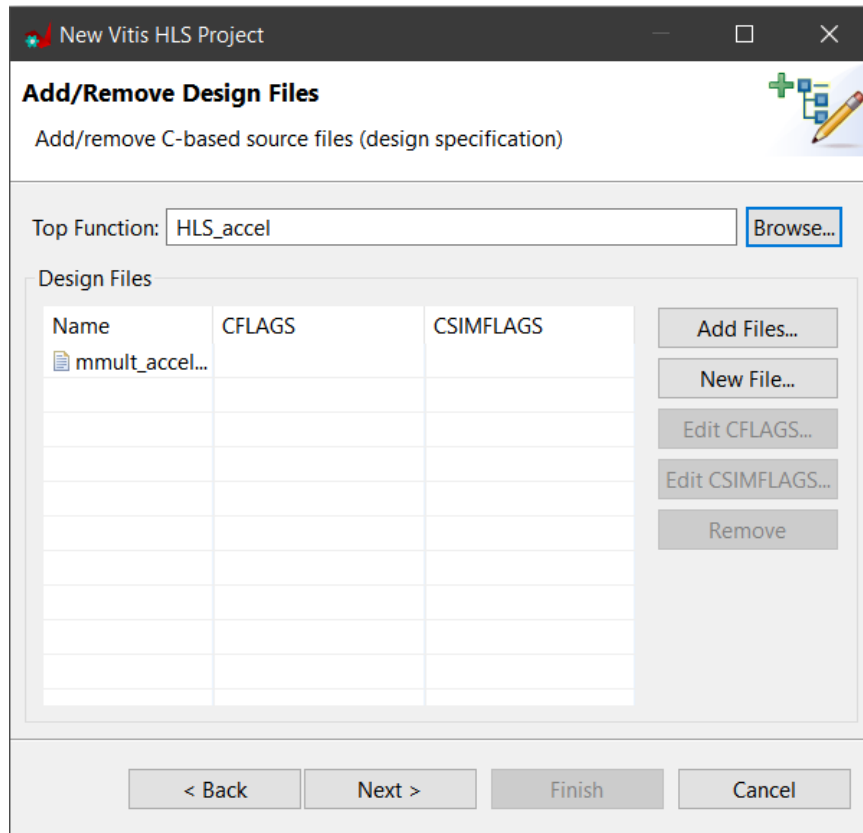 New Vitis HLS Project
Add/Remove Design Files
Add/remove C-based source files (design specification)
Top Function: HLS_accel Browse...
Design Files
Name CFLAGS CSIMFLAGS
mmult_accel...
Add Files...
New File...
Edit CFLAGS...
Edit CSIMFLAGS...
Remove
< Back Next > Finish Cancel